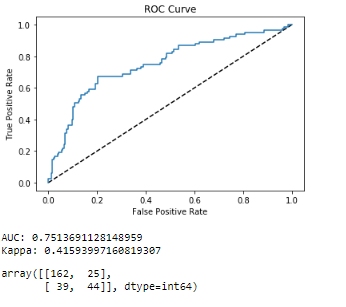 ROC Curve
1.0
0.8
0.6
0.4
0.2
0.0
True Positive Rate
0.0 0.2 0.4 0.6 0.8 1.0
False Positive Rate
AUC: 0.7513691128148959
Kappa: 0.41593997160819307
array([[162, 25],
[ 39, 44]], dtype=int64)